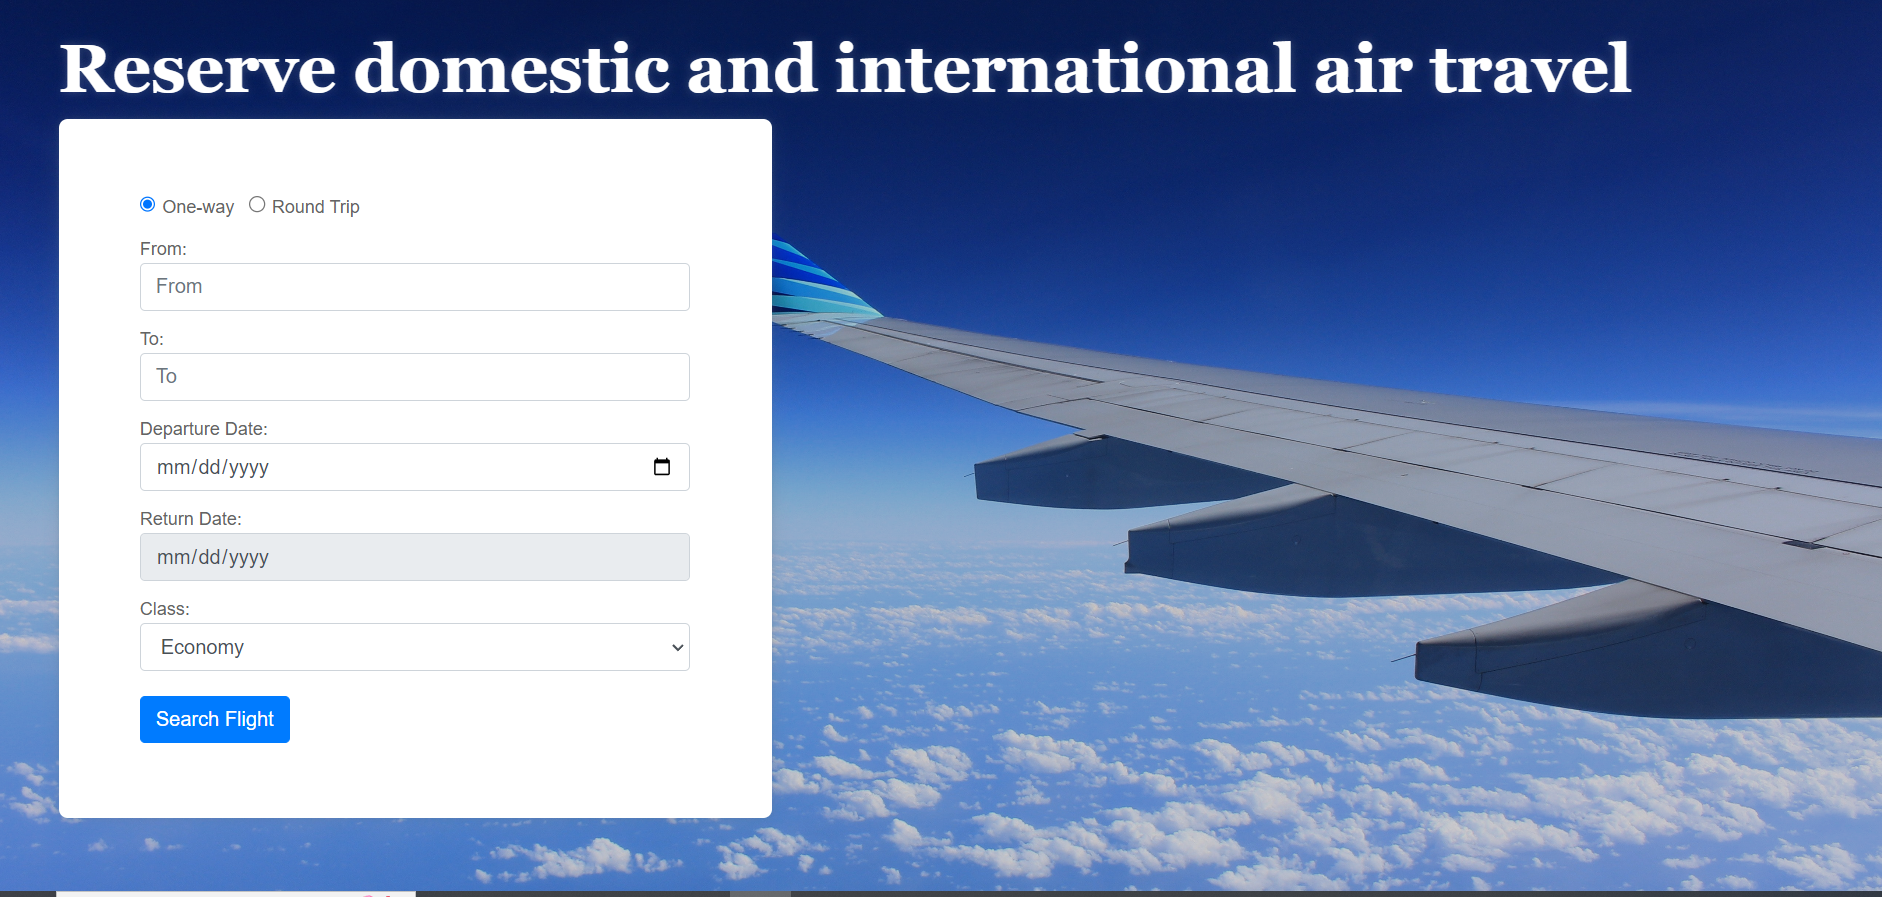 Reserve domestic and international air travel
One-way Round Trip
From:
From
To:
To
Departure Date:
mm/dd/yyyy
Return Date:
mm/dd/yyyy
Class:
Economy
Search Flight